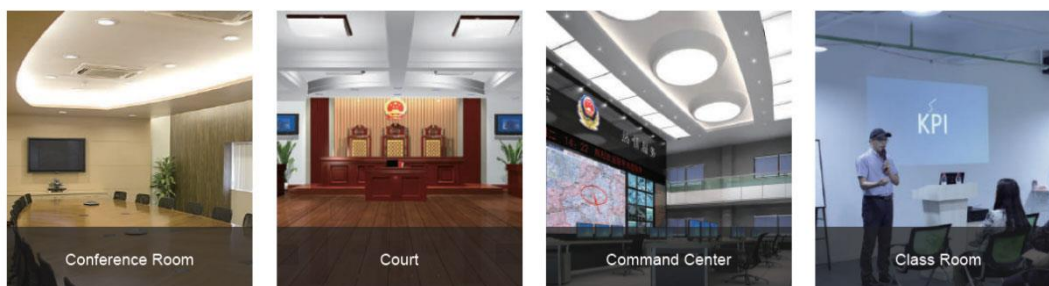 KPI
Conference Room
Court
Command Center
Class Room